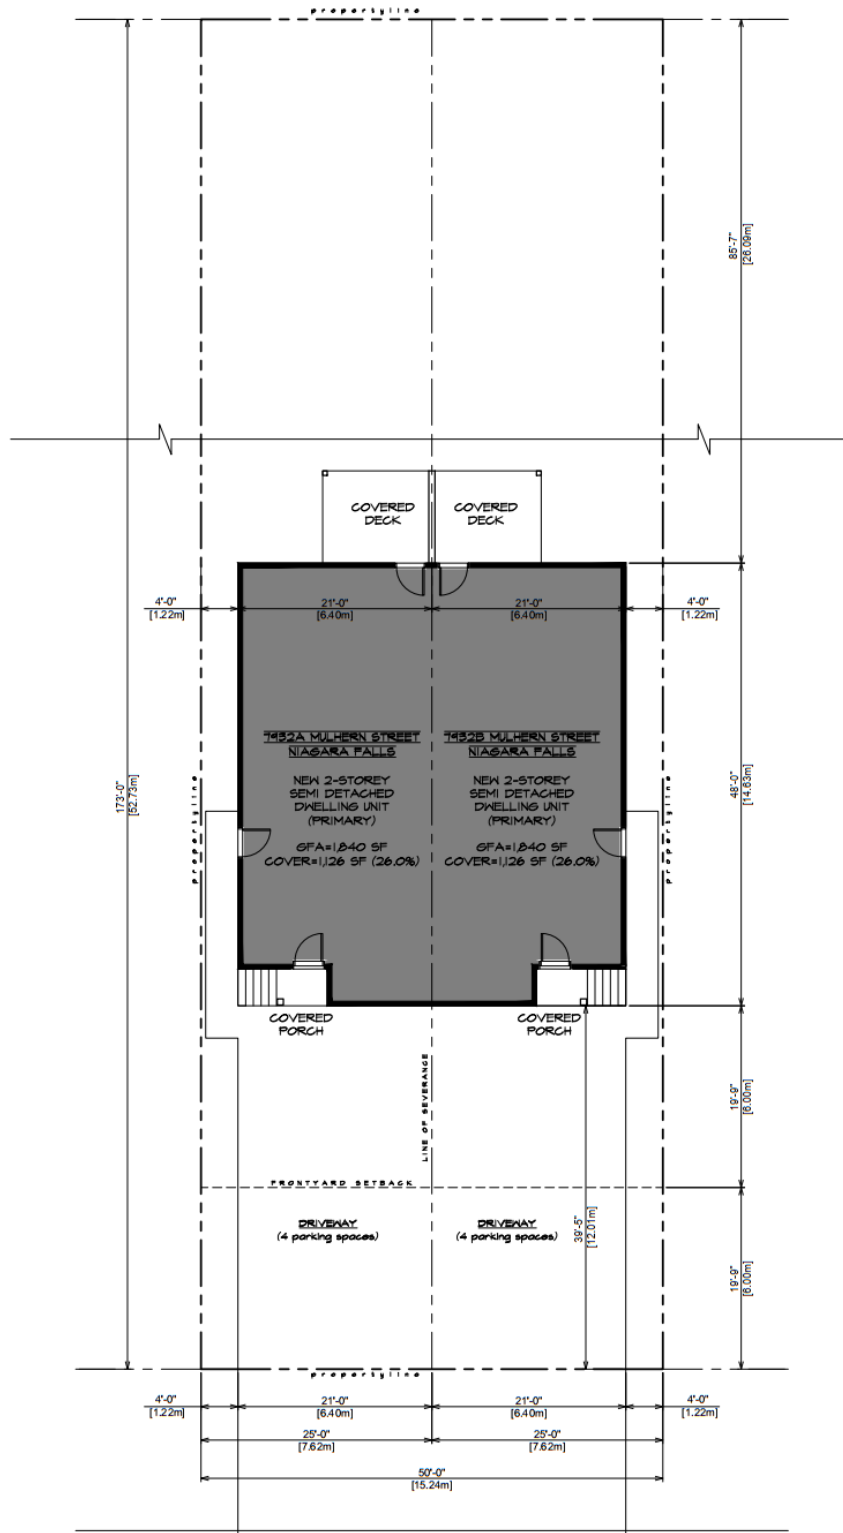 propertyline
85'-7"
[26.09m]
COVERED
DECK
COVERED
DECK
4'-0"
[1.22m]
21'-0"
[6.40m]
21'-0"
[6.40m]
4'-0"
[1.22m]
7932A MULHERN STREET
NIAGARA FALLS
NEW 2-STOREY
SEMI DETACHED
DWELLING UNIT
(PRIMARY)
GFA=1,840 SF
COVER=1,126 SF (26.0%)
7932B MULHERN STREET
NIAGARA FALLS
NEW 2-STOREY
SEMI DETACHED
DWELLING UNIT
(PRIMARY)
GFA=1,840 SF
COVER=1,126 SF (26.0%)
173'-0"
[52.73m]
propertyline
propertyline
48'-0"
[14.63m]
COVERED
PORCH
COVERED
PORCH
LINE OF SEVERANCE
19'-9"
[6.00m]
FRONTYARD SETBACK
DRIVEWAY
(4 parking spaces)
DRIVEWAY
(4 parking spaces)
39'-5"
[12.01m]
19'-9"
[6.00m]
propertyline
4'-0"
[1.22m]
21'-0"
[6.40m]
21'-0"
[6.40m]
4'-0"
[1.22m]
25'-0"
[7.62m]
25'-0"
[7.62m]
50'-0"
[15.24m]